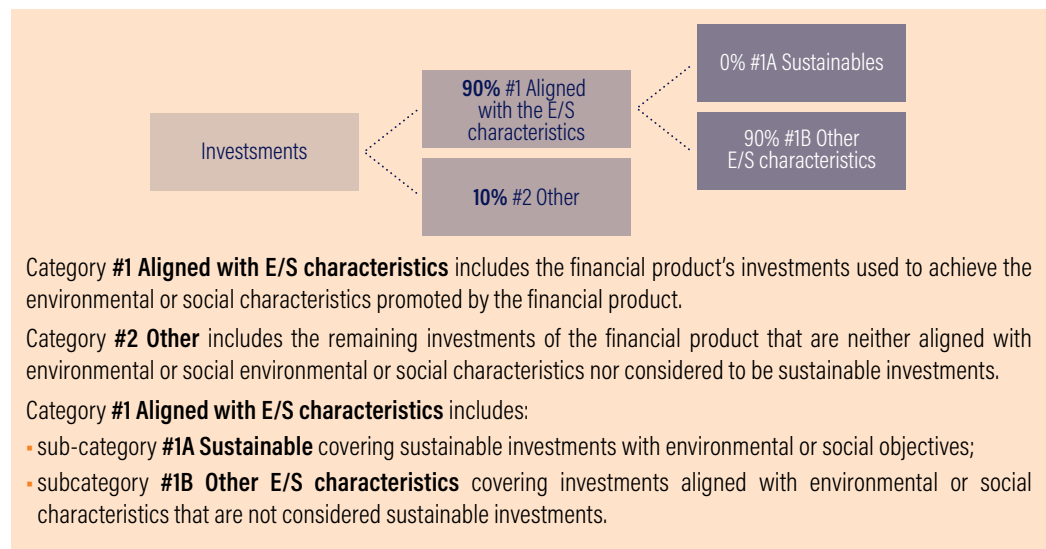 Investsments
90% #1 Aligned
with the E/S
characteristics
10% #2 Other
0% #1A Sustainables
90% #1B Other
E/S characteristics
Category #1 Aligned with E/S characteristics includes the financial product's investments used to achieve the
environmental or social characteristics promoted by the financial product.
Category #2 Other includes the remaining investments of the financial product that are neither aligned with
environmental or social environmental or social characteristics nor considered to be sustainable investments.
Category #1 Aligned with E/S characteristics includes:
▪ sub-category #1A Sustainable covering sustainable investments with environmental or social objectives;
▪ subcategory #1B Other E/S characteristics covering investments aligned with environmental or social
characteristics that are not considered sustainable investments.